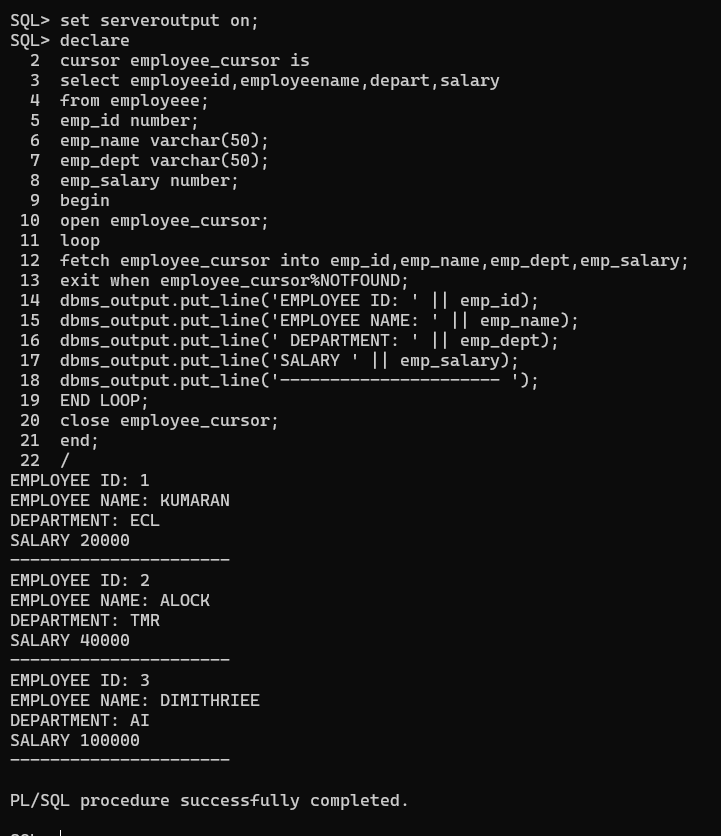 SQL> set serveroutput on;
SQL> declare
  2  cursor employee_cursor is
  3  select employeeid,employeename,depart,salary
  4  from employeee;
  5  emp_id number;
  6  emp_name varchar(50);
  7  emp_dept varchar(50);
  8  emp_salary number;
  9  begin
 10  open employee_cursor;
 11  loop
 12  fetch employee_cursor into emp_id,emp_name,emp_dept,emp_salary;
 13  exit when employee_cursor%NOTFOUND;
 14  dbms_output.put_line('EMPLOYEE ID: ' || emp_id);
 15  dbms_output.put_line('EMPLOYEE NAME: ' || emp_name);
 16  dbms_output.put_line(' DEPARTMENT: ' || emp_dept);
 17  dbms_output.put_line('SALARY ' || emp_salary);
 18  dbms_output.put_line('---------------------- ');
 19  END LOOP;
 20  close employee_cursor;
 21  end;
 22  /
EMPLOYEE ID: 1
EMPLOYEE NAME: KUMARAN
DEPARTMENT: ECL
SALARY 20000
----------------------
EMPLOYEE ID: 2
EMPLOYEE NAME: ALOCK
DEPARTMENT: TMR
SALARY 40000
----------------------
EMPLOYEE ID: 3
EMPLOYEE NAME: DIMITHRIEE
DEPARTMENT: AI
SALARY 100000
----------------------

PL/SQL procedure successfully completed.